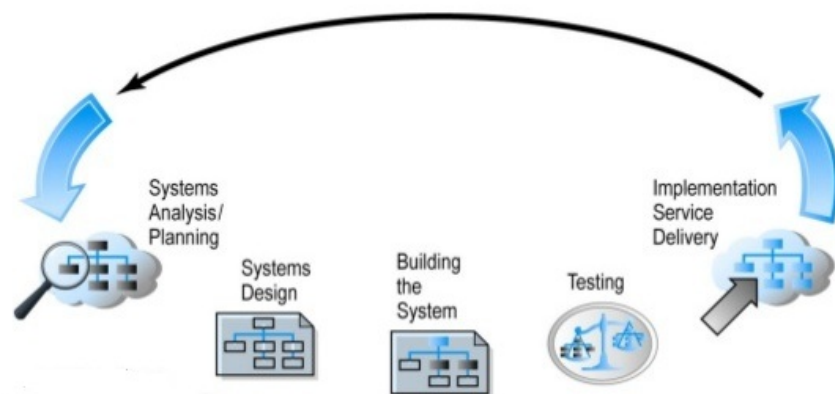 Systems
Analysis/
Planning
Systems
Design
Building
the
System
Testing
Implementation
Service
Delivery